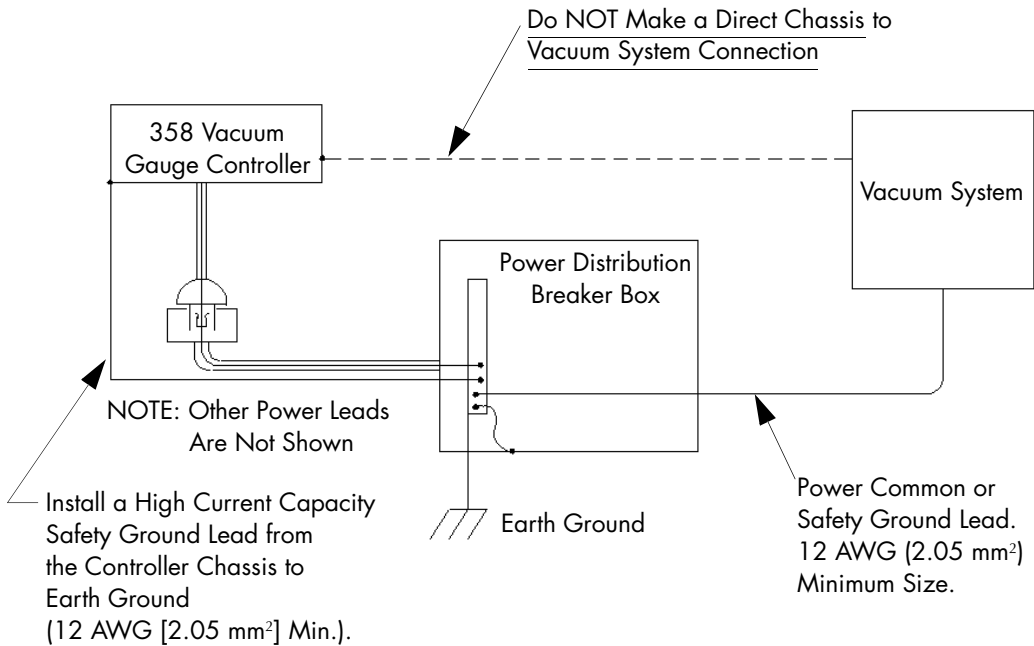 Do NOT Make a Direct Chassis to
Vacuum System Connection
358 Vacuum
Gauge Controller
Vacuum System
Power Distribution
Breaker Box
NOTE: Other Power Leads
Are Not Shown
Install a High Current Capacity
Safety Ground Lead from
the Controller Chassis to
Earth Ground
(12 AWG [2.05 mm²] Min.).
Earth Ground
Power Common or
Safety Ground Lead.
12 AWG (2.05 mm²)
Minimum Size.